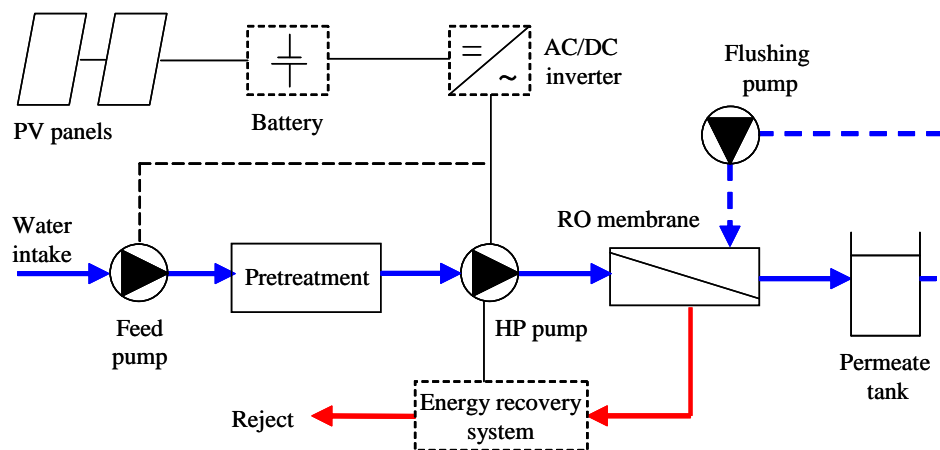 AC/DC
inverter
Flushing
pump
PV panels
Battery
Water
intake
RO membrane
Pretreatment
Feed
pump
HP pump
Permeate
tank
Energy recovery
system
Reject